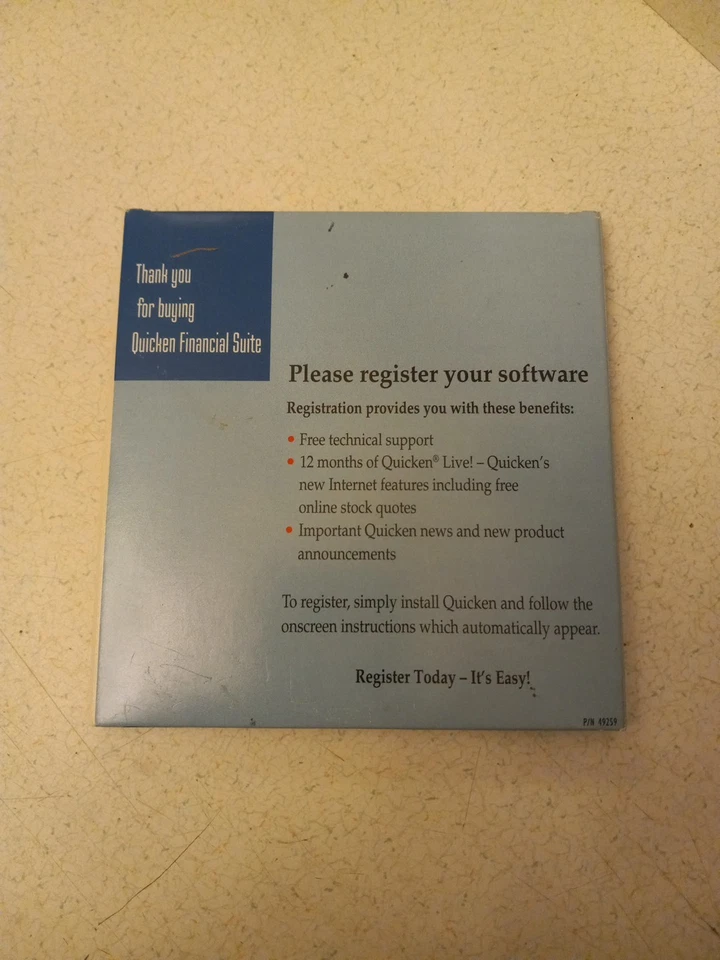 Thank you
for buying
Quicken Financial Suite
Please register your software
Registration provides you with these benefits:
• Free technical support
• 12 months of Quicken® Live! – Quicken's
new Internet features including free
online stock quotes
• Important Quicken news and new product
announcements
To register, simply install Quicken and follow the
onscreen instructions which automatically appear.
Register Today – It's Easy!
P/N 49259